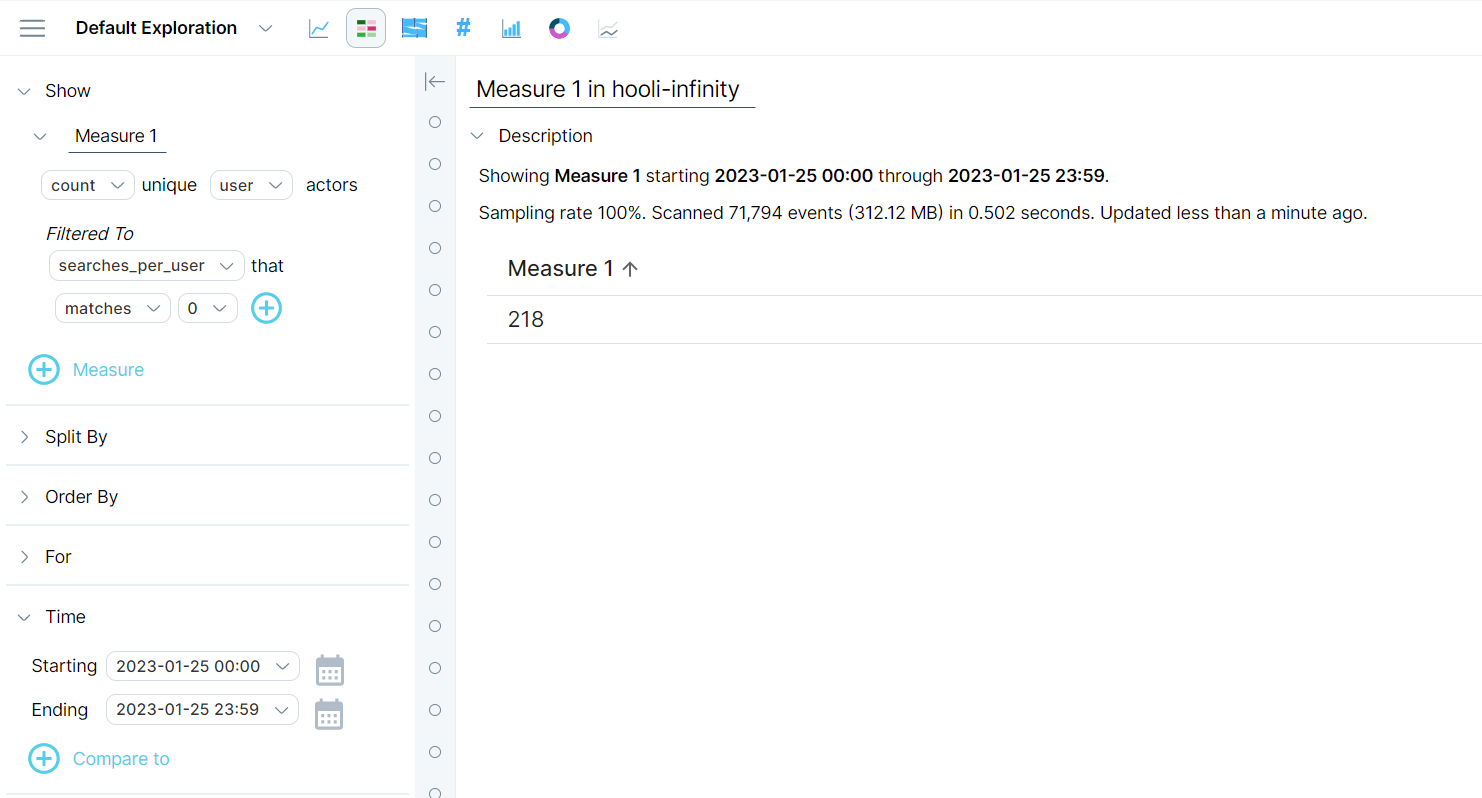 Default Exploration
#
Show
Measure 1
count unique user actors
Filtered To
searches_per_user that
matches 0
Measure
Split By
Order By
For
Time
Starting 2023-01-25 00:00
Ending 2023-01-25 23:59
Compare to
Measure 1 in hooli-infinity
Description
Showing Measure 1 starting 2023-01-25 00:00 through 2023-01-25 23:59.
Sampling rate 100%. Scanned 71,794 events (312.12 MB) in 0.502 seconds. Updated less than a minute ago.
Measure 1
218